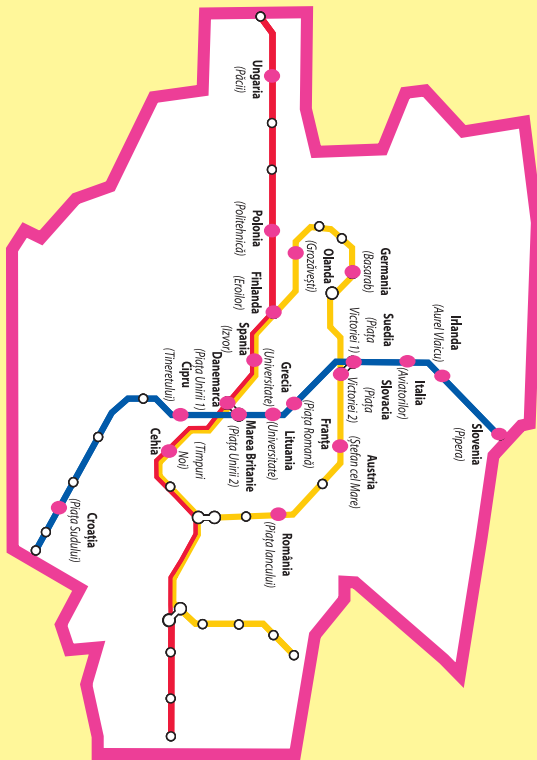 Slovenia
(Pipera)
Irlanda
(Aurel Vlaicu)
Italia
(Aviatorilor)
Germania
(Basarab)
Suedia
(Piața
Victoriei 1)
Slovacia
(Piața
Victoriei 2)
Austria
(Ștefan cel Mare)
Olanda
(Grozăvești)
Franța
(Piața Romană)
Grecia
(Universitate)
Lituania
(Universitate)
România
(Piața Iancului)
Ungaria
(Păcii)
Polonia
(Politehnică)
Finlanda
(Eroilor)
Spania
(Izvor)
Marea Britanie
(Piața Unirii 2)
Danemarca
(Piața Unirii 1)
Cipru
(Tineretului)
(Timpuri
Noi)
Cehia
Croația
(Piața Sudului)